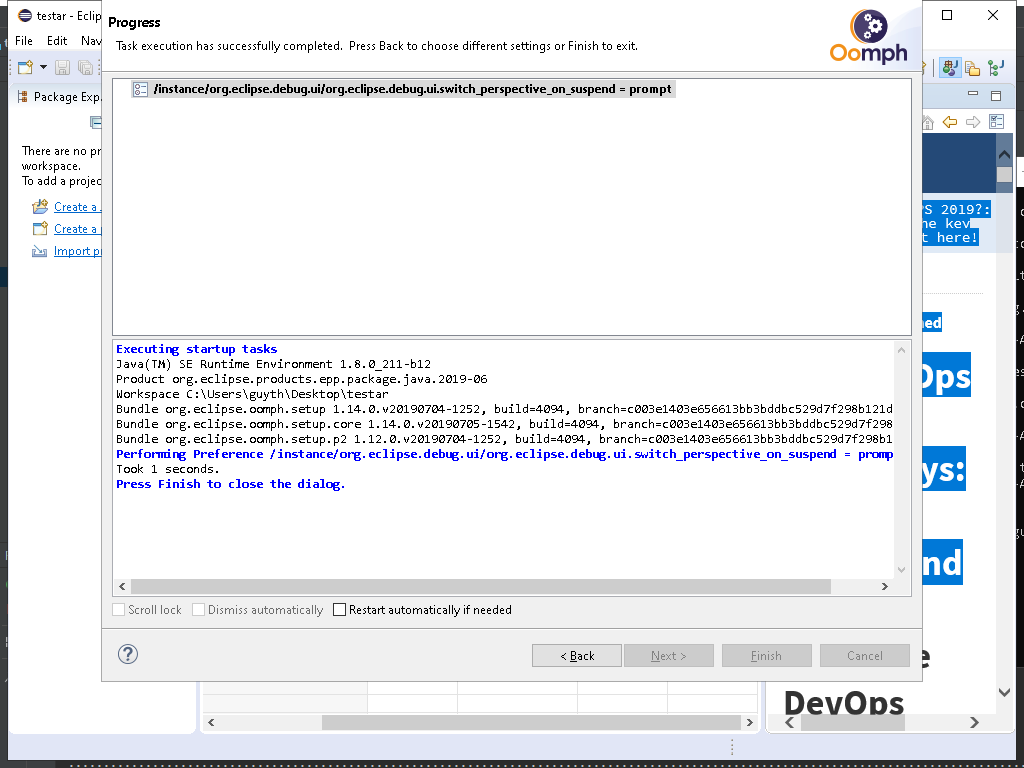 testar - Eclip
File Edit Nav
Package Exp
There are no pr
workspace.
To add a projec
Create a
Create a
Import p
Progress
Task execution has successfully completed. Press Back to choose different settings or Finish to exit.
Oomph
/instance/org.eclipse.debug.ui/org.eclipse.debug.ui.switch_perspective_on_suspend = prompt
Executing startup tasks
Java(TM) SE Runtime Environment 1.8.0_211-b12
Product org.eclipse.products.epp.package.java.2019-06
Workspace C:\Users\guyth\Desktop\testar
Bundle org.eclipse.oomph.setup 1.14.0.v20190704-1252, build=4094, branch=c003e1403e656613bb3bddbc529d7f298b121d
Bundle org.eclipse.oomph.setup.core 1.14.0.v20190705-1542, build=4094, branch=c003e1403e656613bb3bddbc529d7f298
Bundle org.eclipse.oomph.setup.p2 1.12.0.v20190704-1252, build=4094, branch=c003e1403e656613bb3bddbc529d7f298b1
Performing Preference /instance/org.eclipse.debug.ui/org.eclipse.debug.ui.switch_perspective_on_suspend = promp
Took 1 seconds.
Press Finish to close the dialog.
Scroll lock Dismiss automatically Restart automatically if needed
< Back Next > Finish Cancel
PS 2019?:
he key
t here!
ed
Ops
ys:
nd
e
DevOps